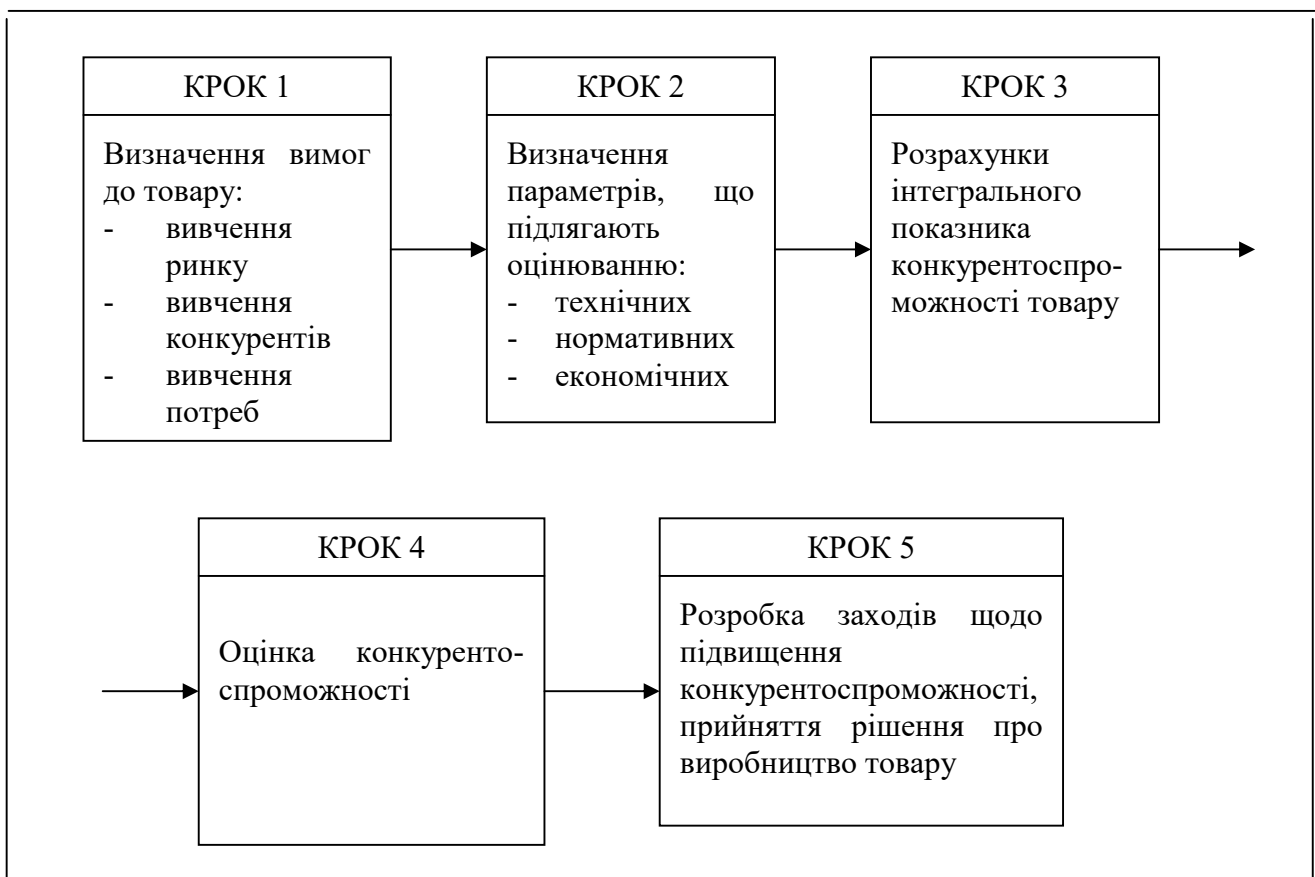 КРОК 1
Визначення вимог
до товару:
- вивчення
ринку
- вивчення
конкурентів
- вивчення
потреб
КРОК 2
Визначення
параметрів, що
підлягають
оцінюванню:
- технічних
- нормативних
- економічних
КРОК 3
Розрахунки
інтегрального
показника
конкурентоспро-
можності товару
КРОК 4
Оцінка конкуренто-
спроможності
КРОК 5
Розробка заходів щодо
підвищення
конкурентоспроможності,
прийняття рішення про
виробництво товару